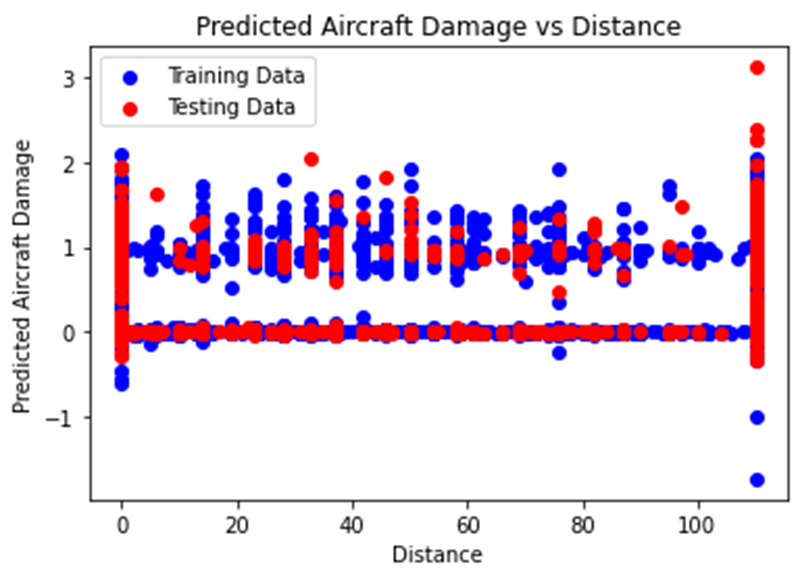 Predicted Aircraft Damage vs Distance
Training Data
Testing Data
Predicted Aircraft Damage
3
2
1
0
−1
0 20 40 60 80 100
Distance